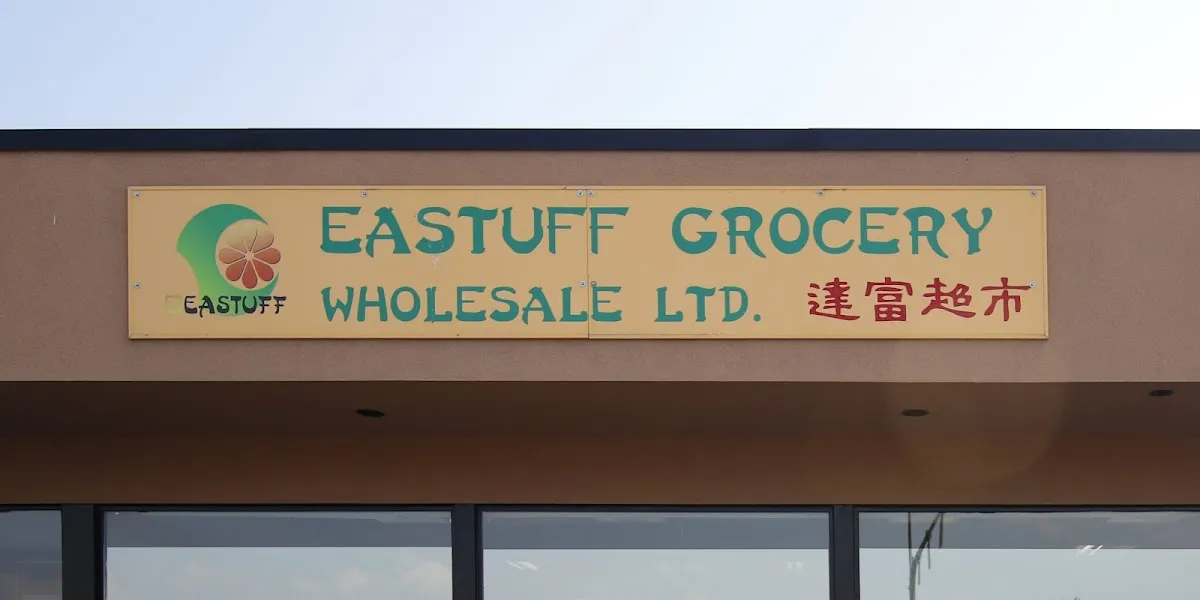 EASTUFF GROCERY
WHOLESALE LTD. 達富超市
EASTUFF